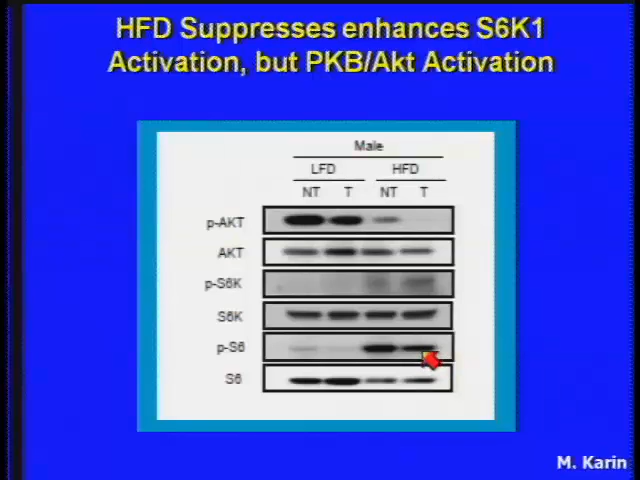 HFD Suppresses enhances S6K1
Activation, but PKB/Akt Activation
Male
LFD HFD
NT T NT T
p-AKT
AKT
p-S6K
S6K
p-S6
S6
M. Karin